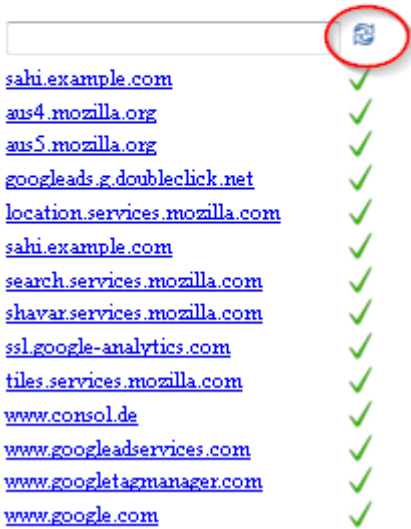 sahi.example.com
aus4.mozilla.org
aus5.mozilla.org
googleads.g.doubleclick.net
location.services.mozilla.com
sahi.example.com
search.services.mozilla.com
shavar.services.mozilla.com
ssl.google-analytics.com
tiles.services.mozilla.com
www.consol.de
www.googleadservices.com
www.googletagmanager.com
www.google.com